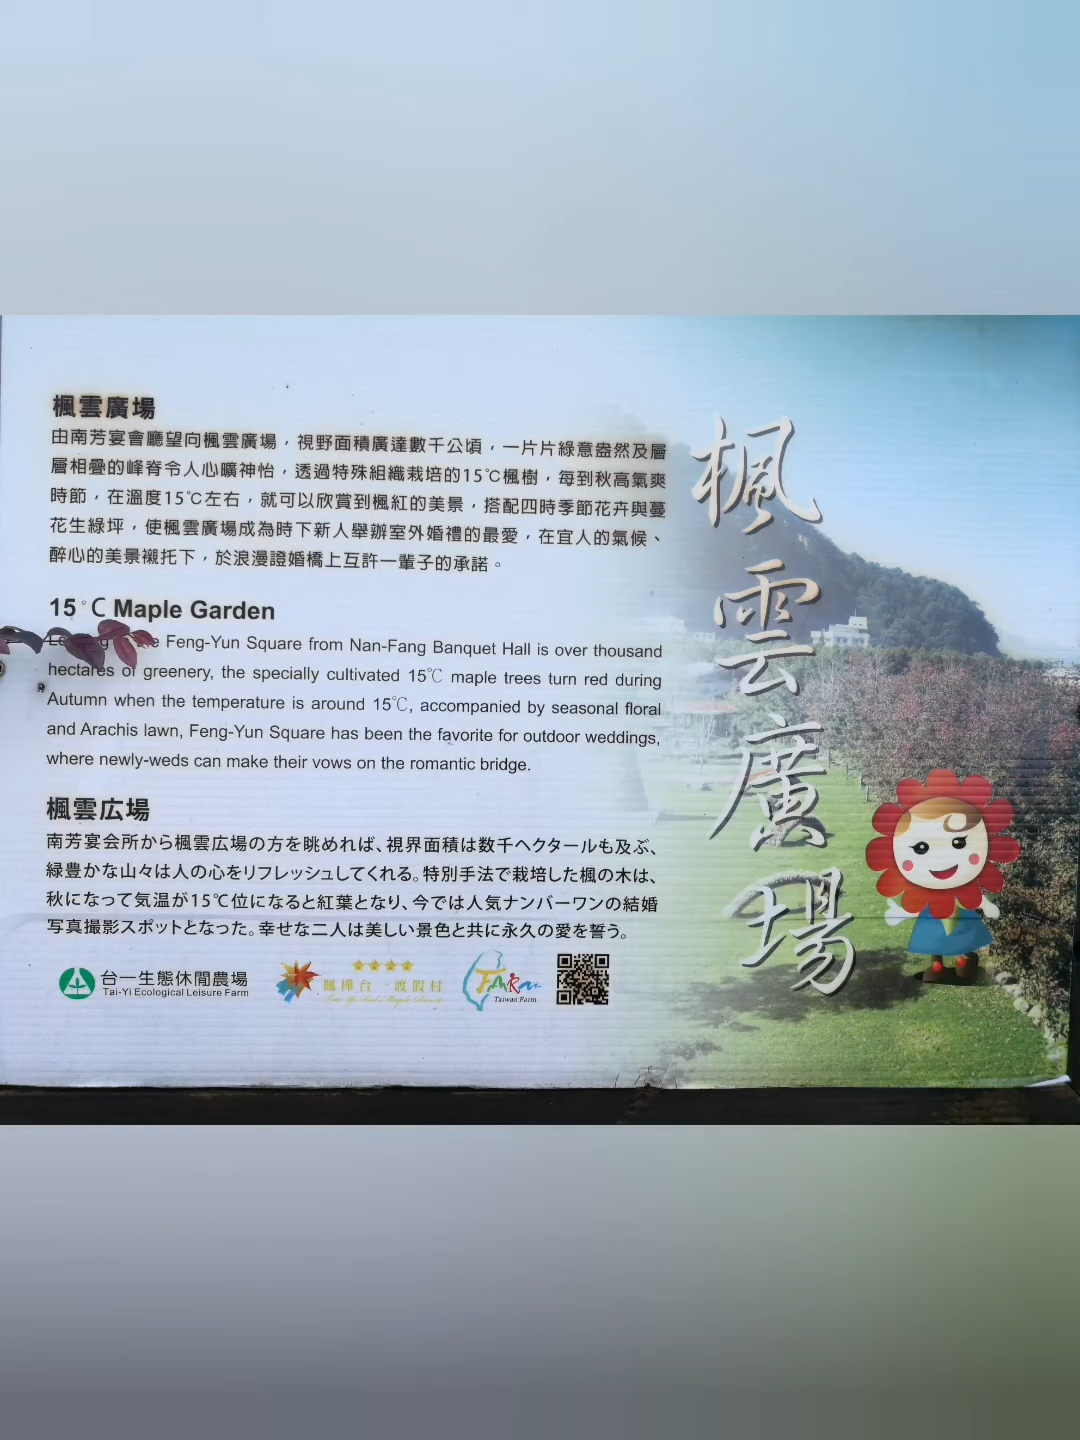 楓雲廣場
由南芳宴會廳望向楓雲廣場，視野面積廣達數千公頃，一片片綠意盎然及層
層相疊的峰脊令人心曠神怡，透過特殊組織栽培的15℃楓樹，每到秋高氣爽
時節，在溫度15℃左右，就可以欣賞到楓紅的美景，搭配四時季節花卉與蔓
花生綠坪，使楓雲廣場成為時下新人舉辦室外婚禮的最愛，在宜人的氣候、
醉心的美景襯托下，於浪漫證婚橋上互許一輩子的承諾。
15℃ Maple Garden
Feng-Yun Square from Nan-Fang Banquet Hall is over thousand
hectares of greenery, the specially cultivated 15℃ maple trees turn red during
Autumn when the temperature is around 15℃, accompanied by seasonal floral
and Arachis lawn, Feng-Yun Square has been the favorite for outdoor weddings,
where newly-weds can make their vows on the romantic bridge.
楓雲広場
南芳宴会所から楓雲広場の方を眺めれば、視界面積は数千ヘクタールも及ぶ、
緑豊かな山々は人の心をリフレッシュしてくれる。特別手法で栽培した楓の木は、
秋になって気温が15℃位になると紅葉となり、今では人気ナンバーワンの結婚
写真撮影スポットとなった。幸せな二人は美しい景色と共に永久の愛を誓う。
台一生態休閒農場
Tai-Yi Ecological Leisure Farm
楓樺台一渡假村
Taiwan Farm
楓雲廣場